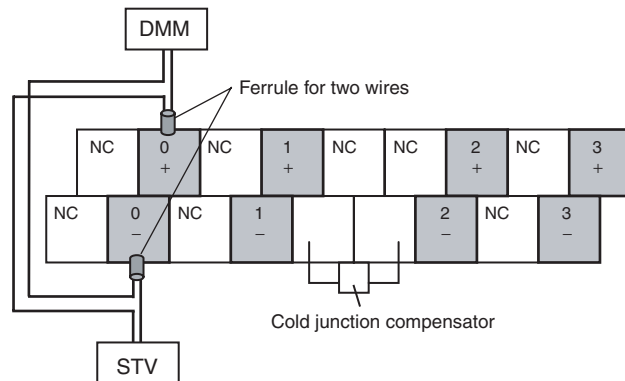 DMM
Ferrule for two wires
NC 0 + NC 1 + NC NC 2 + NC 3 +
NC 0 – NC 1 – 2 – NC 3 –
Cold junction compensator
STV